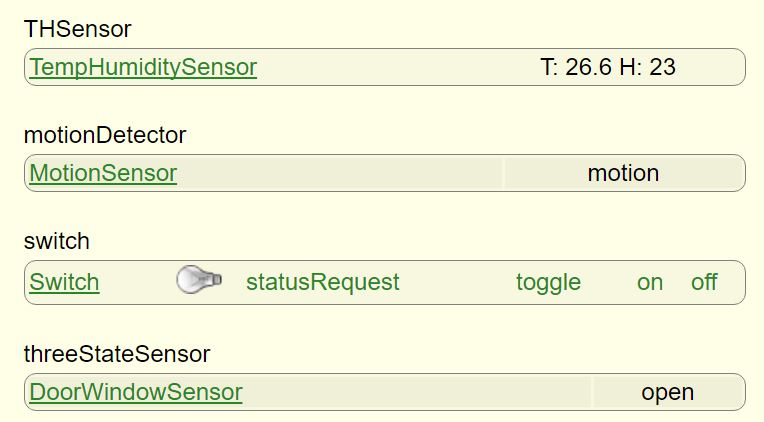 THSensor
TempHumiditySensor T: 26.6 H: 23
motionDetector
MotionSensor motion
switch
Switch statusRequest toggle on off
threeStateSensor
DoorWindowSensor open